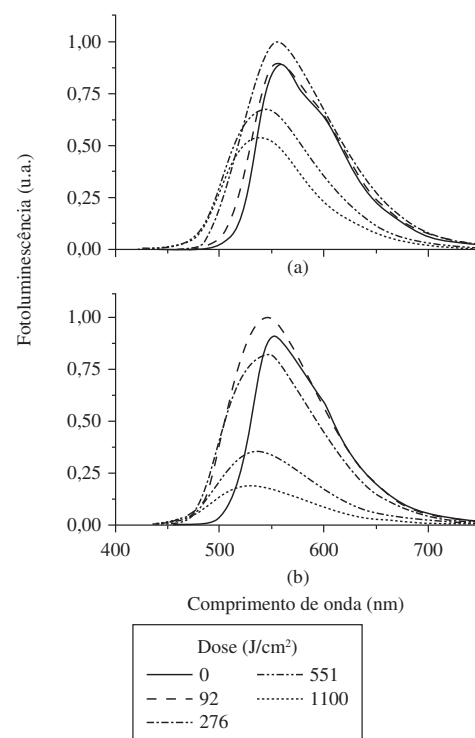 Fotoluminescência (u.a.)
1,00
0,75
0,50
0,25
0,00
(a)
1,00
0,75
0,50
0,25
0,00
400 500 600 700
(b)
Comprimento de onda (nm)
Dose (J/cm²)
0 551
92 1100
276